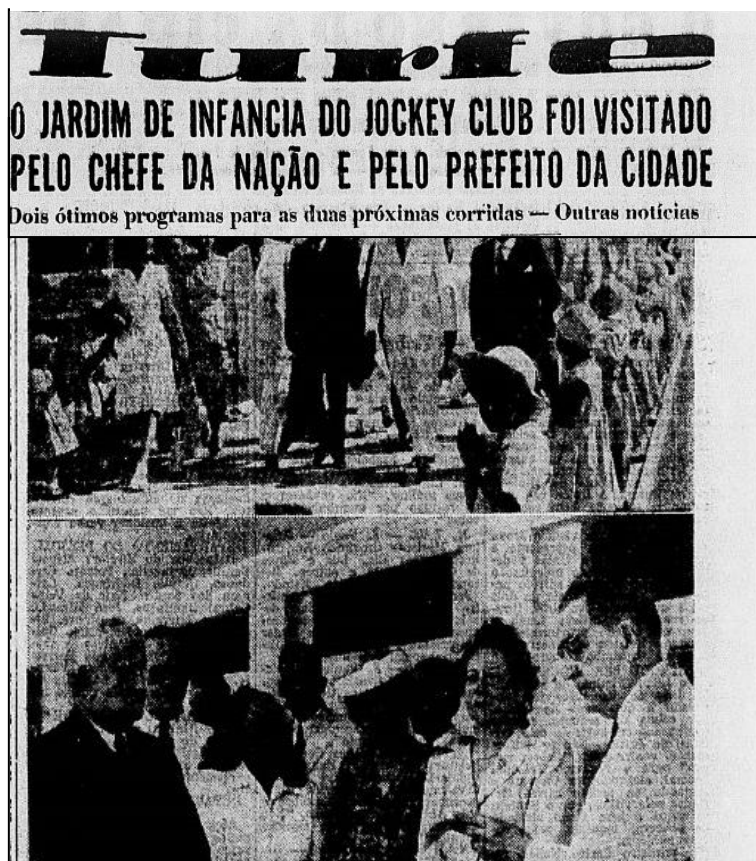 Turfe
O JARDIM DE INFANCIA DO JOCKEY CLUB FOI VISITADO
PELO CHEFE DA NAÇÃO E PELO PREFEITO DA CIDADE
Dois ótimos programas para as duas próximas corridas — Outras notícias